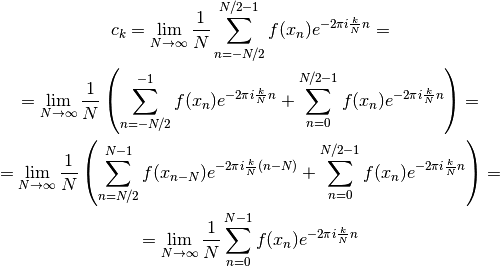 c_k = \lim_{N\to\infty} \frac{1}{N} \sum_{n=-N/2}^{N/2-1} f(x_n) e^{-2\pi i \frac{k}{N} n} =
= \lim_{N\to\infty} \frac{1}{N} \left( \sum_{n=-N/2}^{-1} f(x_n) e^{-2\pi i \frac{k}{N} n} + \sum_{n=0}^{N/2-1} f(x_n) e^{-2\pi i \frac{k}{N} n} \right) =
= \lim_{N\to\infty} \frac{1}{N} \left( \sum_{n=N/2}^{N-1} f(x_{n-N}) e^{-2\pi i \frac{k}{N} (n-N)} + \sum_{n=0}^{N/2-1} f(x_n) e^{-2\pi i \frac{k}{N} n} \right) =
= \lim_{N\to\infty} \frac{1}{N} \sum_{n=0}^{N-1} f(x_n) e^{-2\pi i \frac{k}{N} n}